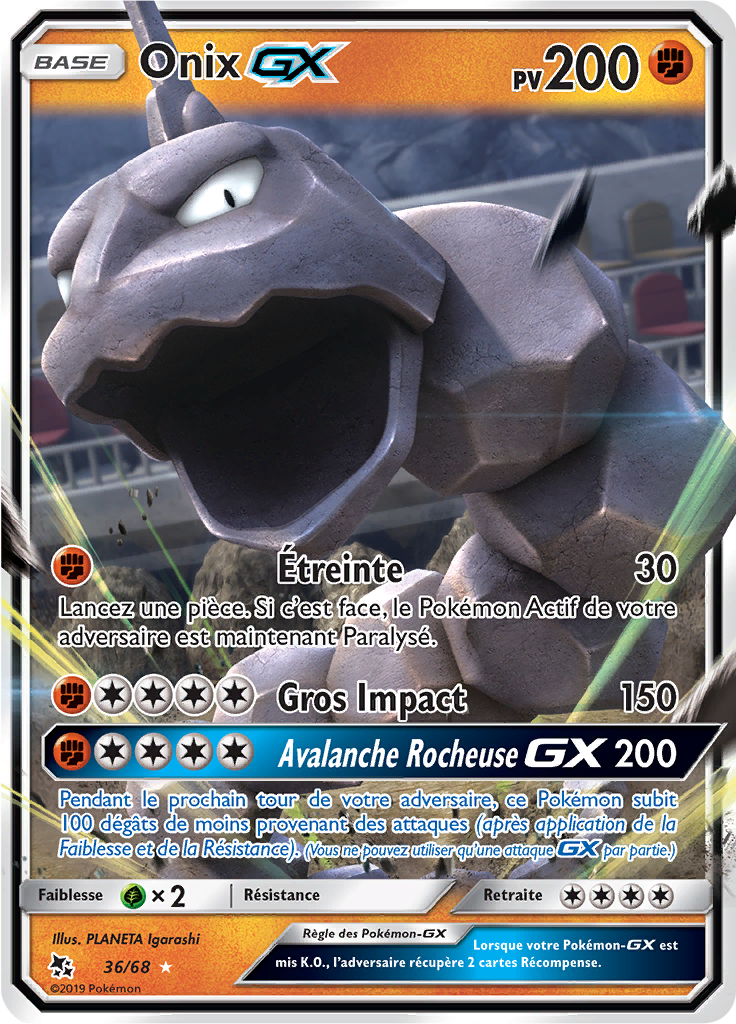 BASE Onix GX PV 200
Étreinte 30
Lancez une pièce. Si c'est face, le Pokémon Actif de votre
adversaire est maintenant Paralysé.
Gros Impact 150
Avalanche Rocheuse GX 200
Pendant le prochain tour de votre adversaire, ce Pokémon subit
100 dégâts de moins provenant des attaques (après application de la
Faiblesse et de la Résistance). (Vous ne pouvez utiliser qu'une attaque GX par partie.)
Faiblesse × 2 Résistance Retraite
Illus. PLANETA Igarashi
36/68
©2019 Pokémon
Règle des Pokémon-GX
Lorsque votre Pokémon-GX est
mis K.O., l'adversaire récupère 2 cartes Récompense.